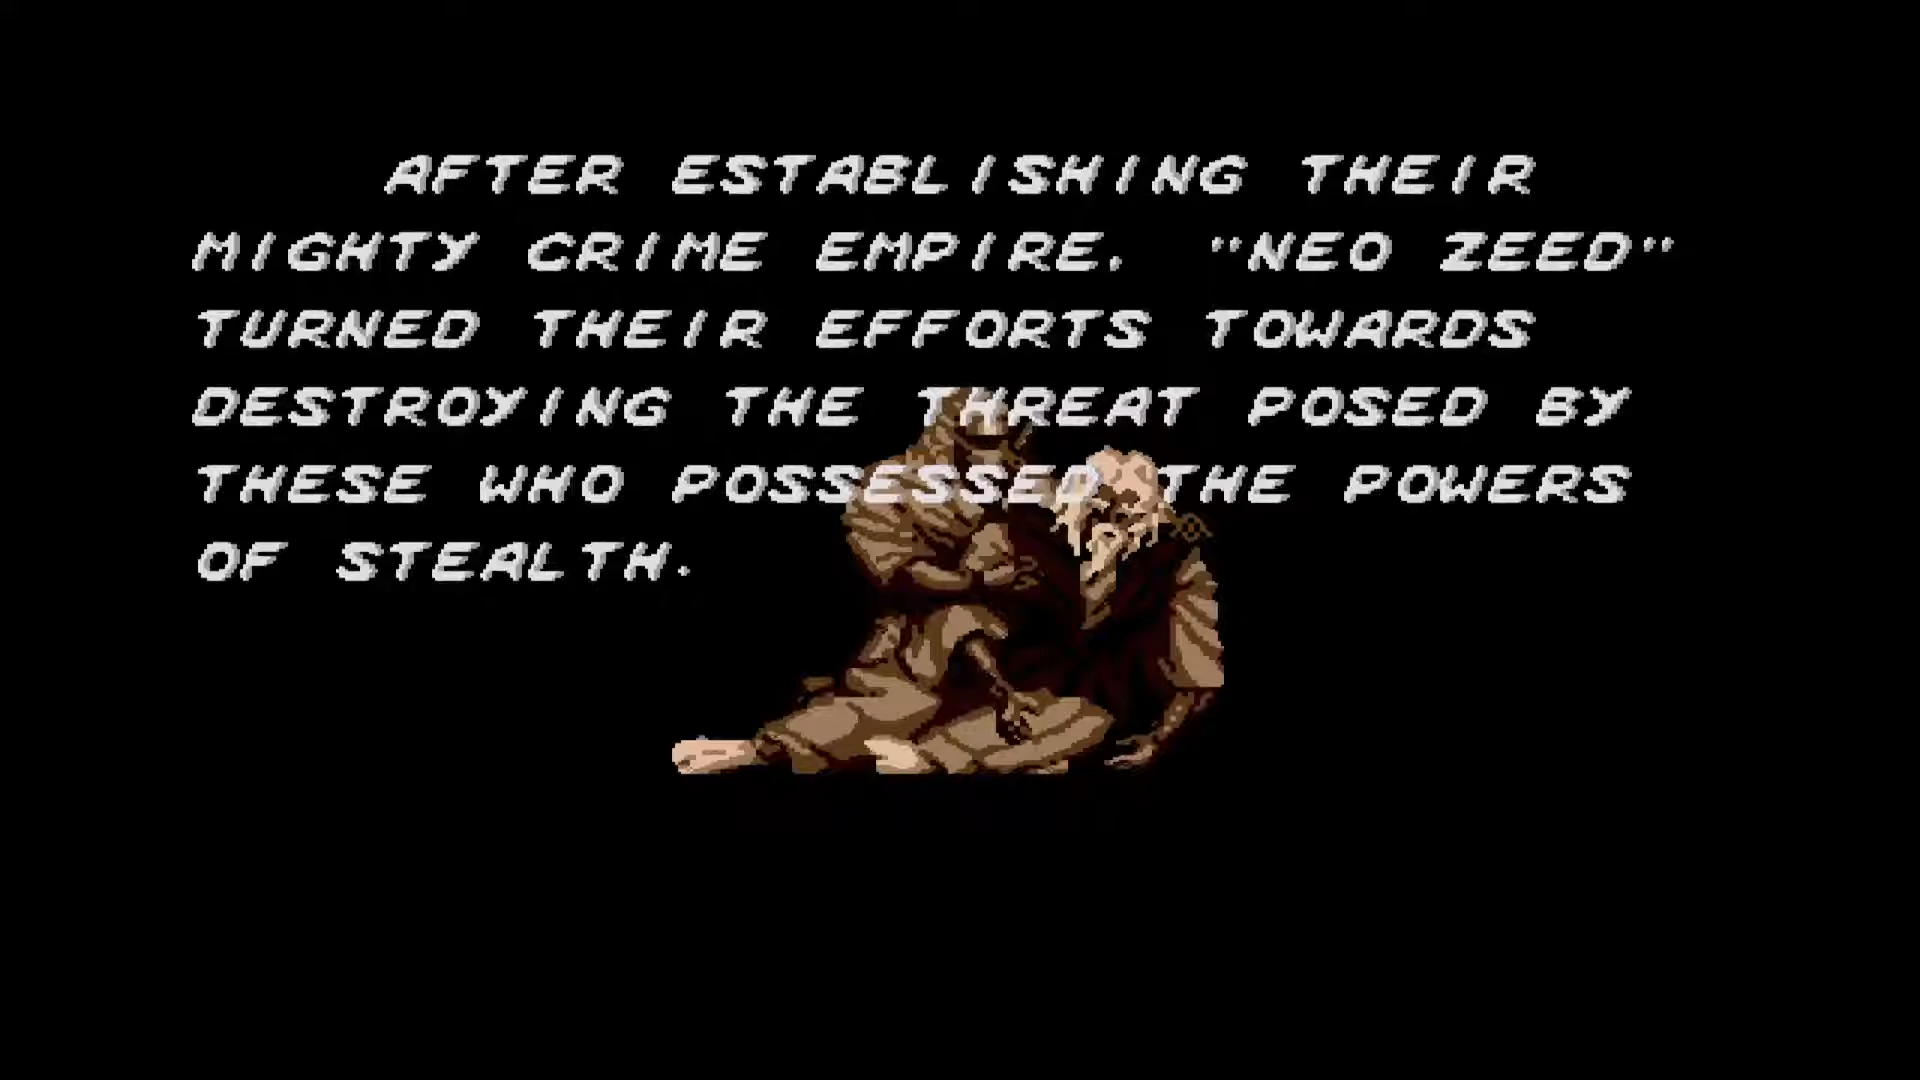 AFTER ESTABLISHING THEIR
MIGHTY CRIME EMPIRE, "NEO ZEED"
TURNED THEIR EFFORTS TOWARDS
DESTROYING THE THREAT POSED BY
THESE WHO POSSESSED THE POWERS
OF STEALTH.